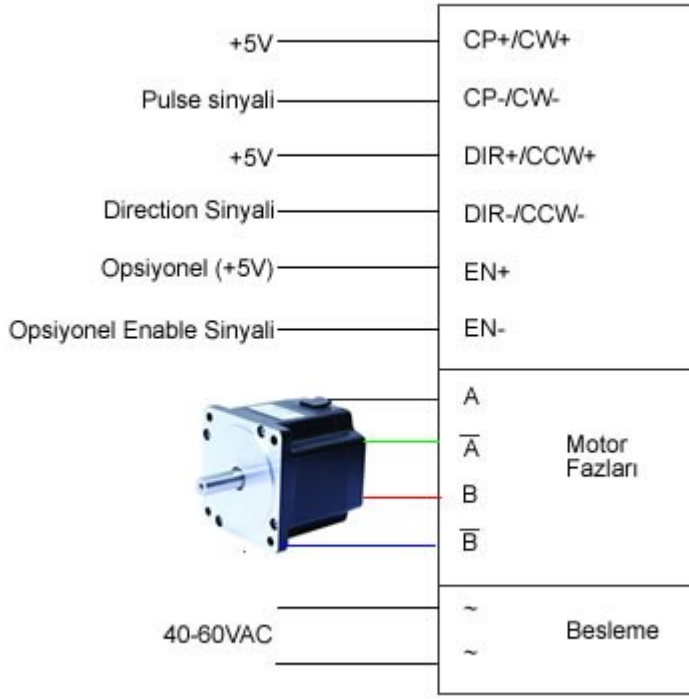 +5V CP+/CW+
Pulse sinyali CP-/CW-
+5V DIR+/CCW+
Direction Sinyali DIR-/CCW-
Opsiyonel (+5V) EN+
Opsiyonel Enable Sinyali EN-
A
A̅
Motor
Fazları
B
B̅
40-60VAC
~
~
Besleme